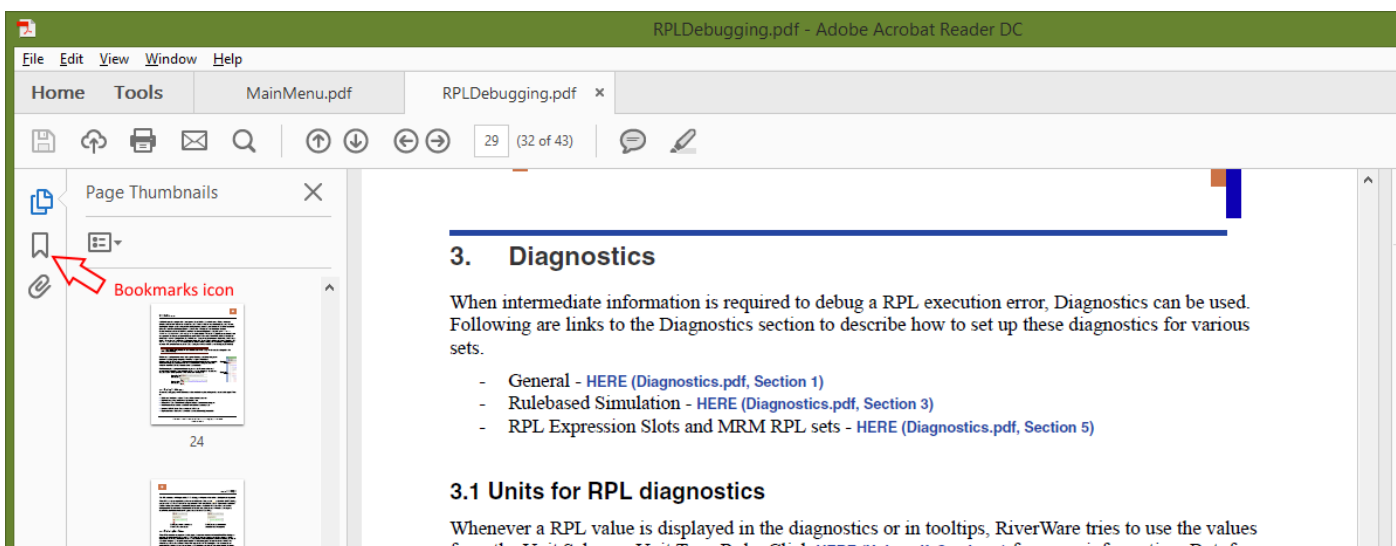 RPLDebugging.pdf - Adobe Acrobat Reader DC
File Edit View Window Help
Home Tools MainMenu.pdf RPLDebugging.pdf ×
29 (32 of 43)
Page Thumbnails
Bookmarks icon
24
3. Diagnostics
When intermediate information is required to debug a RPL execution error, Diagnostics can be used.
Following are links to the Diagnostics section to describe how to set up these diagnostics for various
sets.
- General - HERE (Diagnostics.pdf, Section 1)
- Rulebased Simulation - HERE (Diagnostics.pdf, Section 3)
- RPL Expression Slots and MRM RPL sets - HERE (Diagnostics.pdf, Section 5)
3.1 Units for RPL diagnostics
Whenever a RPL value is displayed in the diagnostics or in tooltips, RiverWare tries to use the values